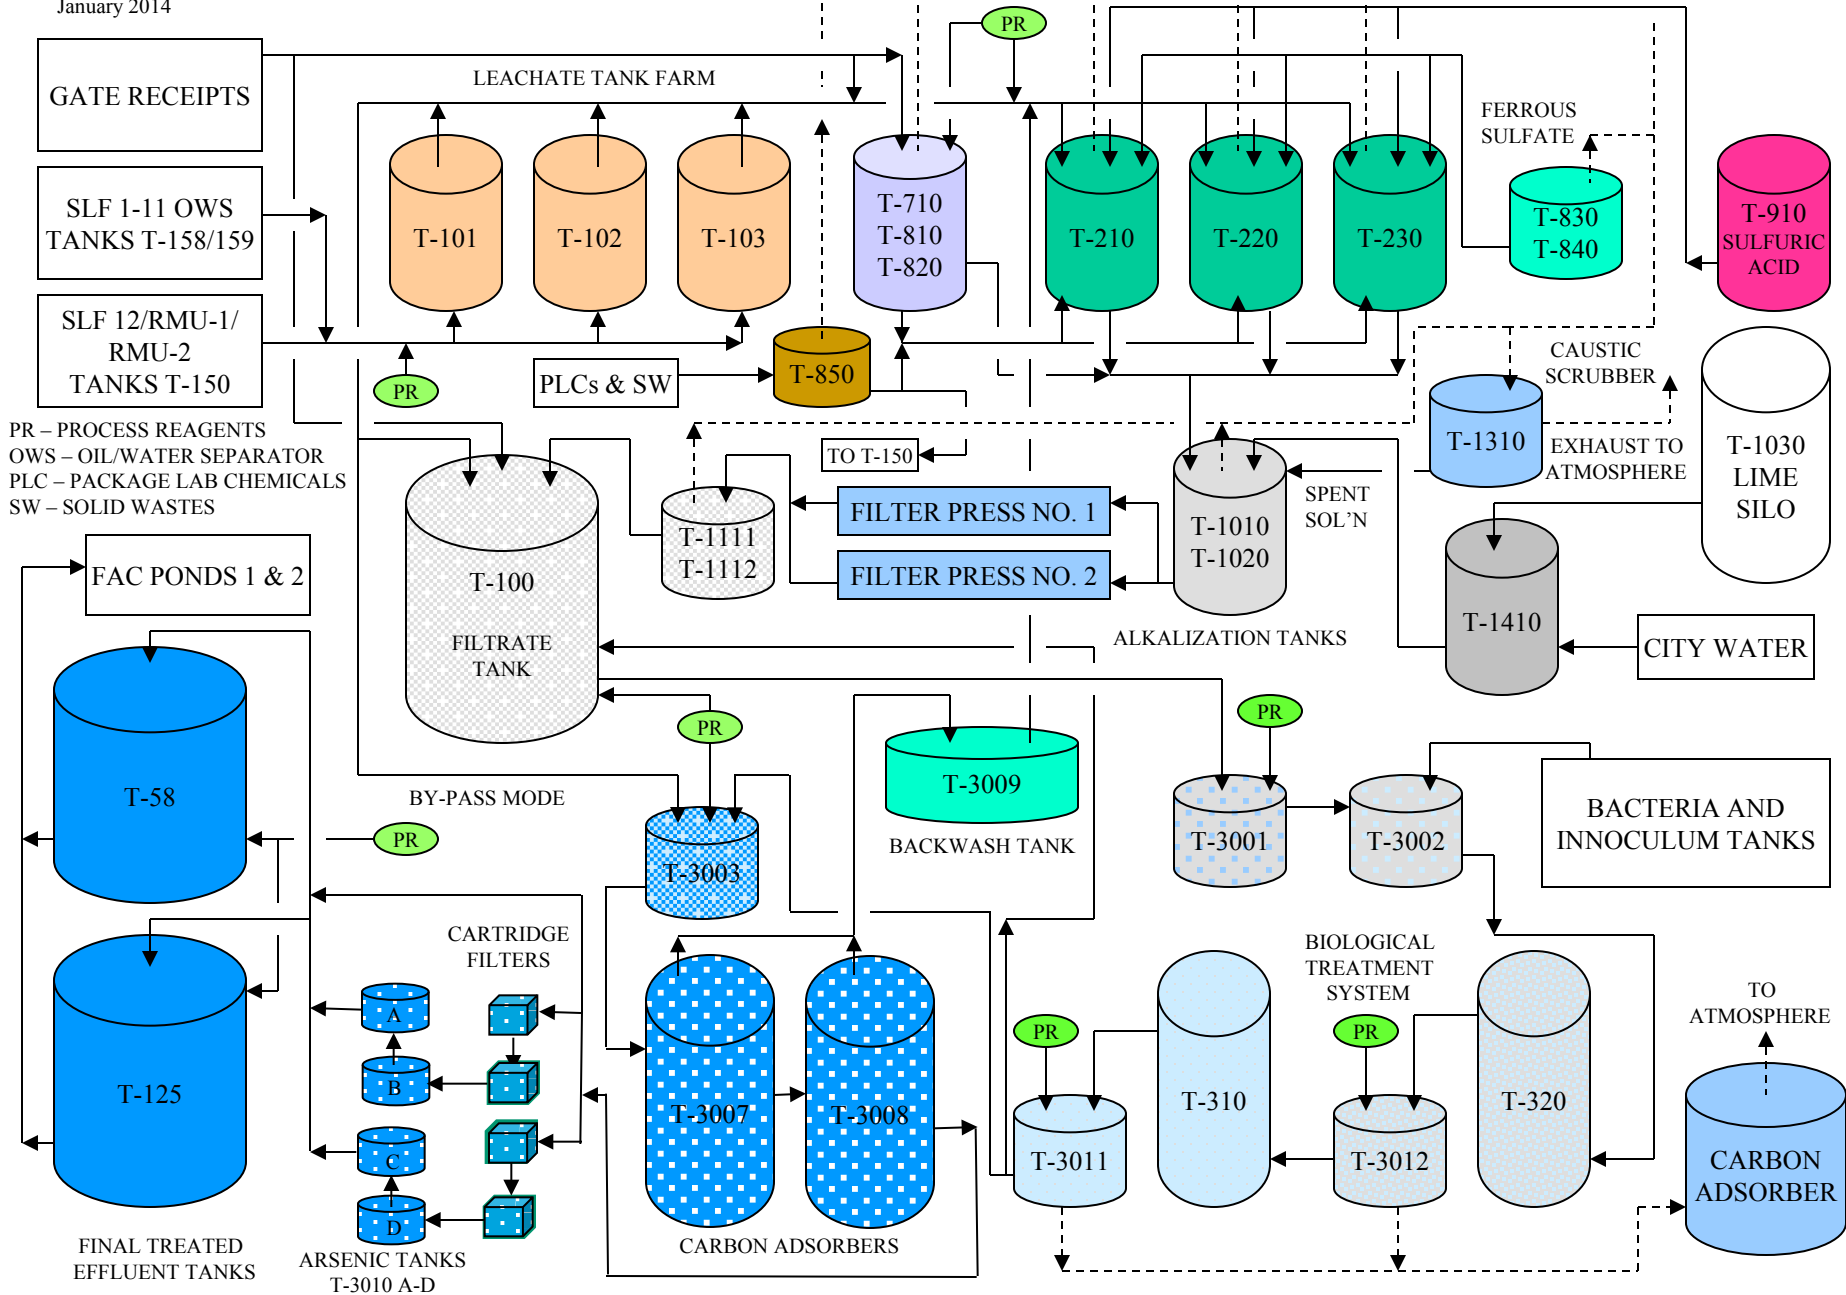 January 2014
PR
GATE RECEIPTS
LEACHATE TANK FARM
FERROUS
SULFATE
SLF 1-11 OWS
TANKS T-158/159
T-101
T-102
T-103
T-710
T-810
T-820
T-210
T-220
T-230
T-830
T-840
T-910
SULFURIC
ACID
SLF 12/RMU-1/
RMU-2
TANKS T-150
PR
PLCs & SW
T-850
CAUSTIC
SCRUBBER
PR – PROCESS REAGENTS
OWS – OIL/WATER SEPARATOR
PLC – PACKAGE LAB CHEMICALS
SW – SOLID WASTES
TO T-150
T-1310
EXHAUST TO
ATMOSPHERE
T-1030
LIME
SILO
FILTER PRESS NO. 1
FILTER PRESS NO. 2
SPENT
SOL'N
T-1010
T-1020
T-1111
T-1112
T-100
FILTRATE
TANK
FAC PONDS 1 & 2
ALKALIZATION TANKS
T-1410
CITY WATER
PR
PR
T-58
BY-PASS MODE
T-3009
BACKWASH TANK
T-3001
T-3002
BACTERIA AND
INNOCULUM TANKS
PR
T-3003
CARTRIDGE
FILTERS
BIOLOGICAL
TREATMENT
SYSTEM
TO
ATMOSPHERE
A
B
C
D
PR
PR
T-125
T-3007
T-3008
T-3011
T-310
T-3012
T-320
CARBON
ADSORBER
FINAL TREATED
EFFLUENT TANKS
ARSENIC TANKS
T-3010 A-D
CARBON ADSORBERS